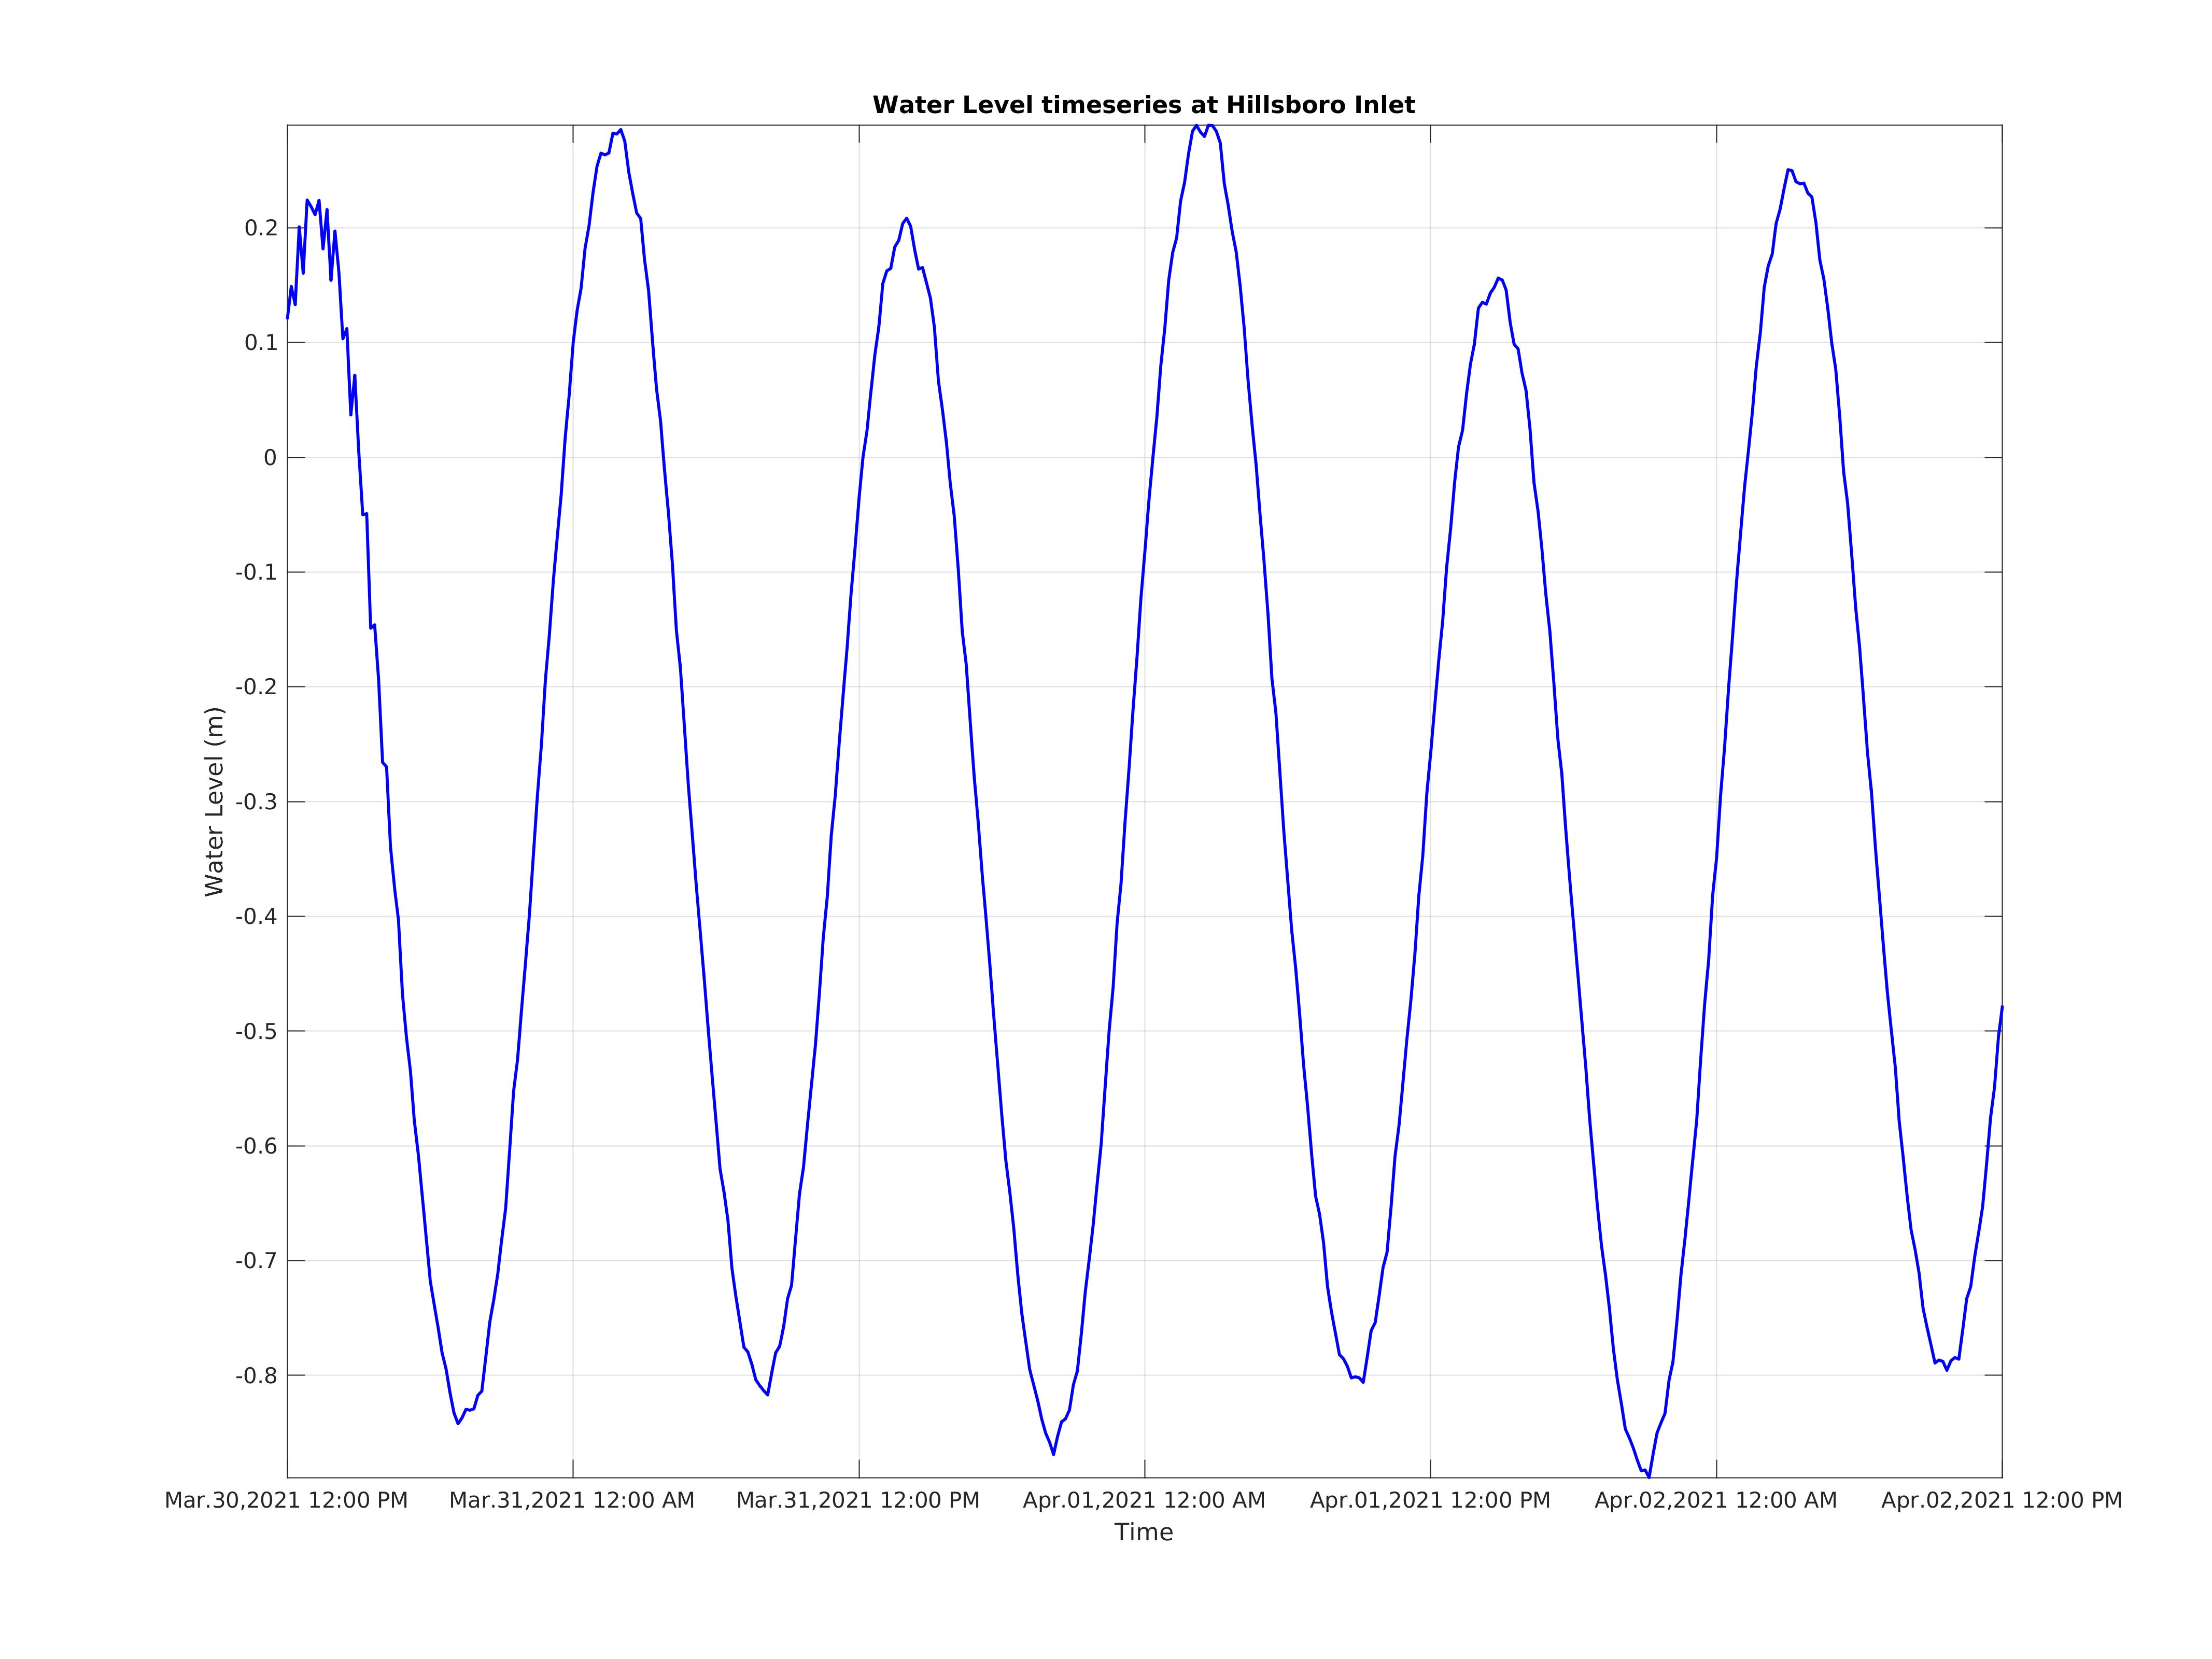 Water Level timeseries at Hillsboro Inlet
0.2
0.1
0
-0.1
-0.2
-0.3
-0.4
-0.5
-0.6
-0.7
-0.8
Water Level (m)
Mar.30,2021 12:00 PM
Mar.31,2021 12:00 AM
Mar.31,2021 12:00 PM
Apr.01,2021 12:00 AM
Apr.01,2021 12:00 PM
Apr.02,2021 12:00 AM
Apr.02,2021 12:00 PM
Time